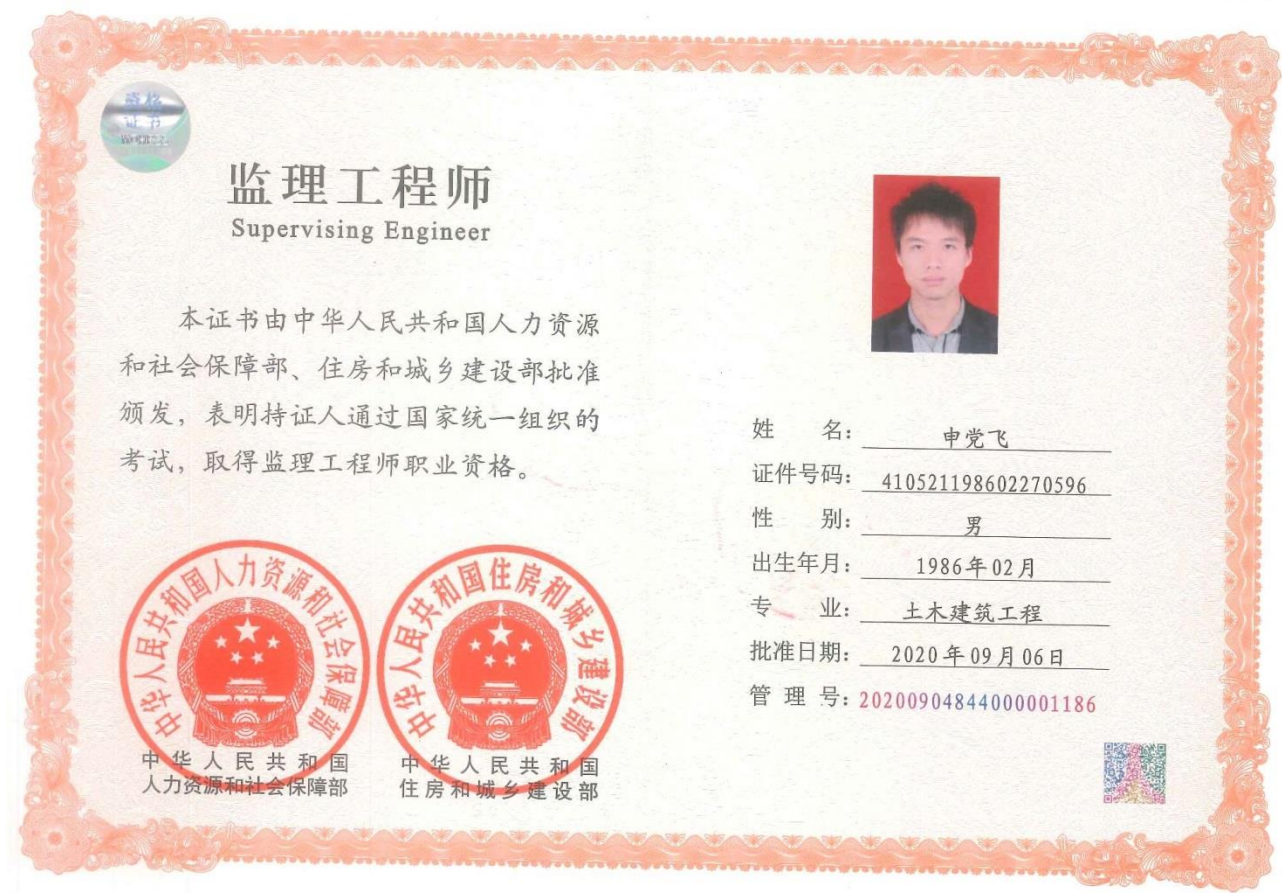 资格
证书
监理工程师
Supervising Engineer
本证书由中华人民共和国人力资源
和社会保障部、住房和城乡建设部批准
颁发，表明持证人通过国家统一组织的
考试，取得监理工程师职业资格。
中华人民共和国人力资源和社会保障部
中华人民共和国
人力资源和社会保障部
中华人民共和国住房和城乡建设部
中华人民共和国
住房和城乡建设部
姓 名：申党飞
证件号码：410521198602270596
性 别：男
出生年月：1986年02月
专 业：土木建筑工程
批准日期：2020年09月06日
管 理 号：20200904844000001186